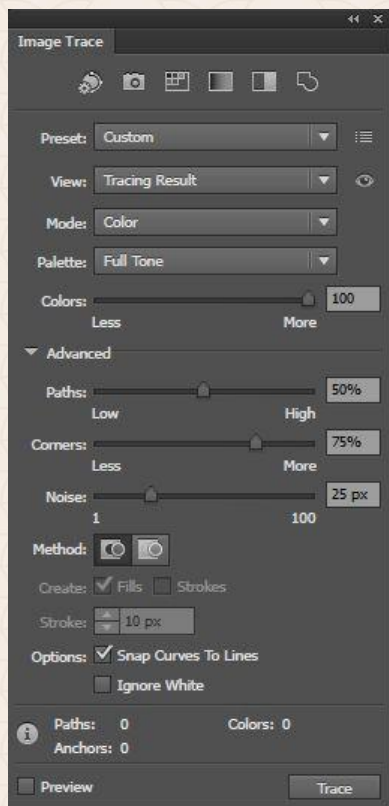 Image Trace
Preset: Custom
View: Tracing Result
Mode: Color
Palette: Full Tone
Colors: 100
Less More
Advanced
Paths: 50%
Low High
Corners: 75%
Less More
Noise: 25 px
1 100
Method:
Create: Fills Strokes
Stroke: 10 px
Options: Snap Curves To Lines
Ignore White
Paths: 0 Colors: 0
Anchors: 0
Preview Trace